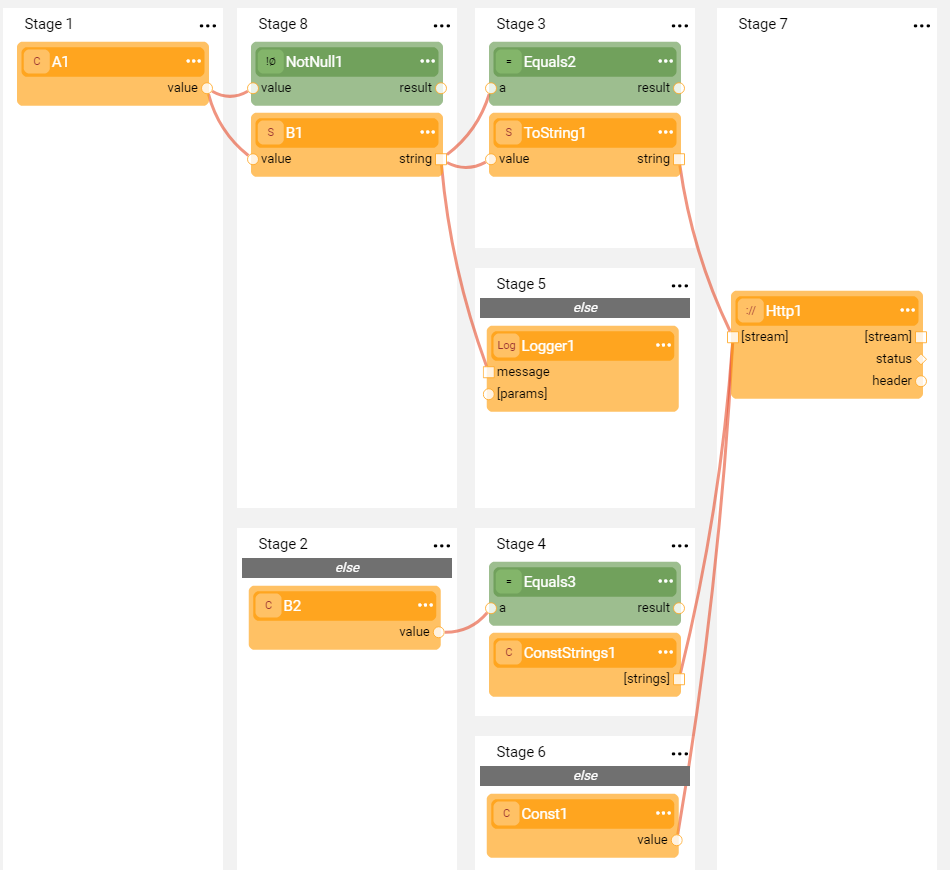 Stage 1
C A1
value
Stage 8
!Ø NotNull1
value result
S B1
value string
Stage 3
= Equals2
a result
S ToString1
value string
Stage 5
else
Log Logger1
message
[params]
Stage 7
:// Http1
[stream] [stream]
status
header
Stage 2
else
C B2
value
Stage 4
= Equals3
a result
C ConstStrings1
[strings]
Stage 6
else
C Const1
value